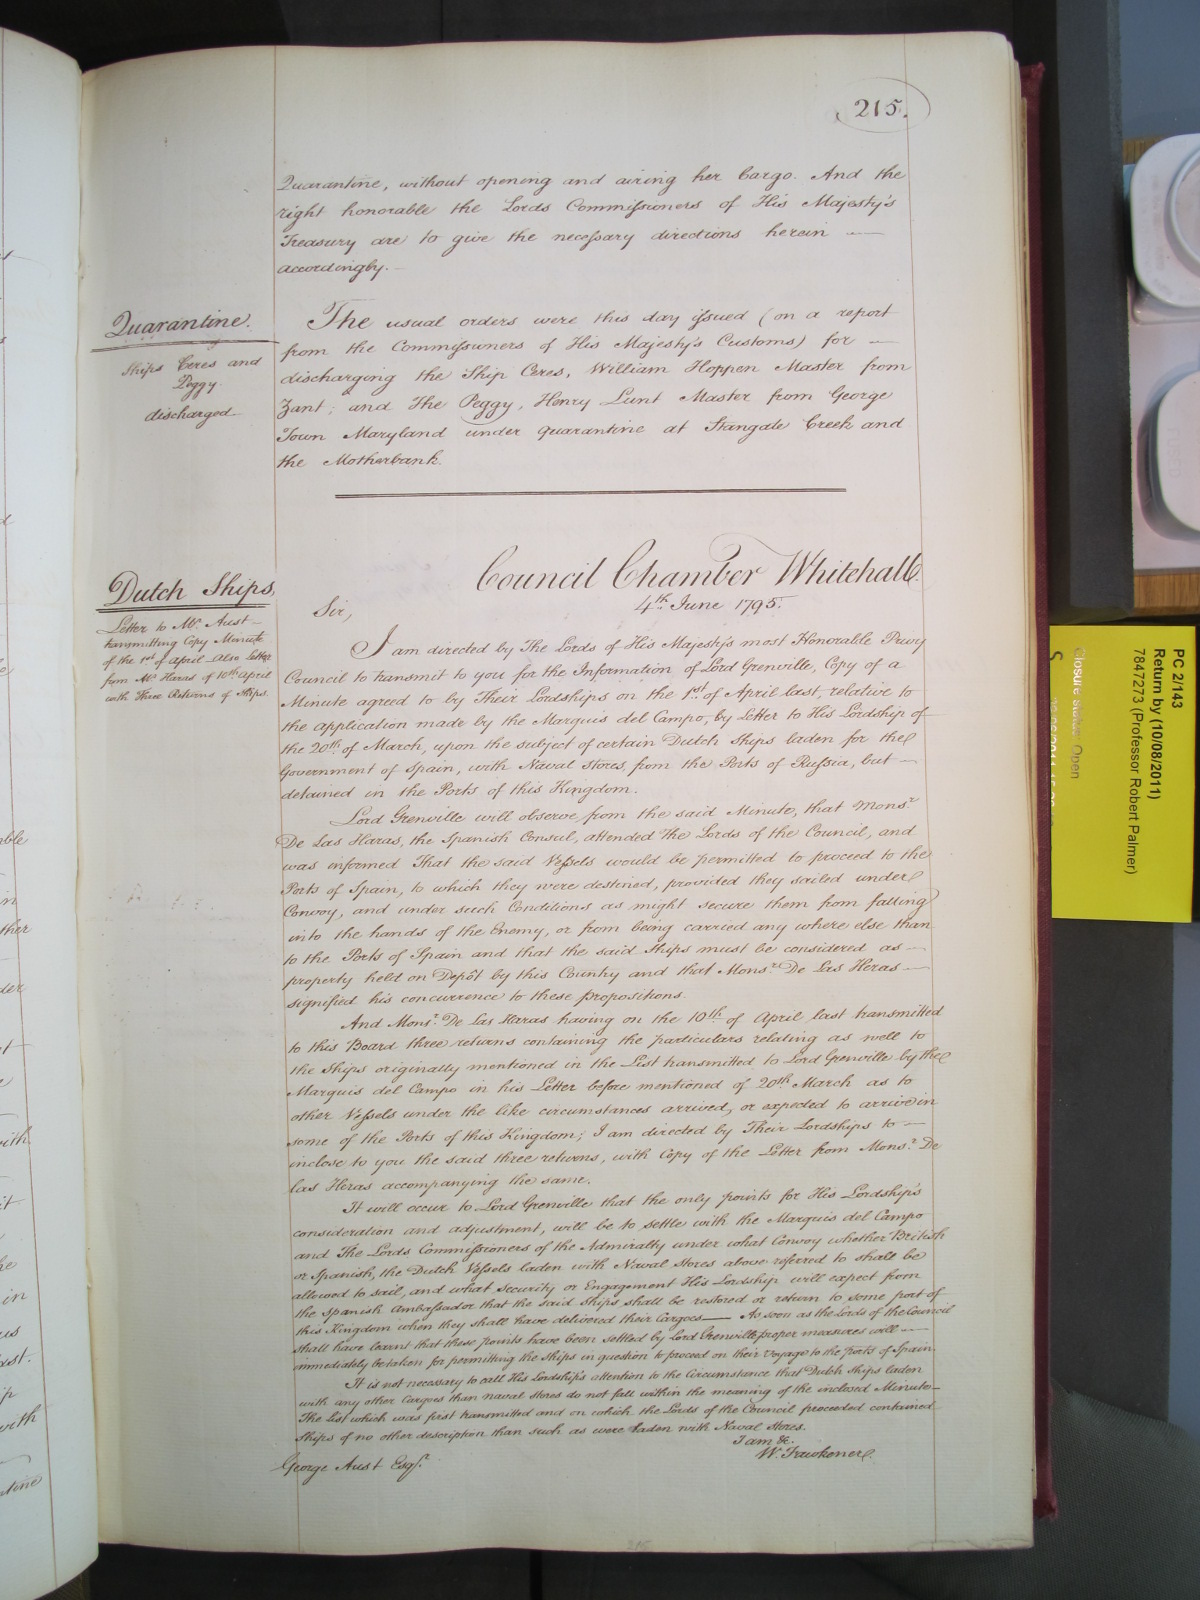 215.
Quarantine, without opening and airing her Cargo. And the
right honorable the Lords Commissioners of His Majesty's
Treasury are to give the necessary directions herein —
accordingly. —
Quarantine.
Ships Ceres and
Peggy.
discharged
The usual orders were this day issued (on a report
from the Commissioners of His Majesty's Customs) for —
discharging the Ship Ceres, William Hoppen Master from
Zant; and The Peggy, Henry Lunt Master from George
Town Maryland under Quarantine at Stangate Creek and
the Motherbank.
Dutch Ships,
Letter to Mr. Aust —
transmitting Copy Minute
of the 1st of April – Also Letter
from Mr Haras of 10th April
with Three Returns of Ships.
Council Chamber Whitehall.
4th June 1795.
Sir,
I am directed by The Lords of His Majesty's most Honorable Privy
Council to transmit to you for the Information of Lord Grenville, Copy of a
Minute agreed to by Their Lordships on the 1st of April last, relative to
the application made by the Marquis del Campo, by Letter to His Lordship of
the 20th of March, upon the subject of certain Dutch Ships laden for the
Government of Spain, with Naval Stores, from the Ports of Russia, but —
detained in the Ports of this Kingdom.
Lord Grenville will observe from the said Minute, that Monsr.
De Las Haras, the Spanish Consul, attended The Lords of the Council, and
was informed That the said Vessels would be permitted to proceed to the
Ports of Spain, to which they were destined, provided they sailed under
Convoy, and under such Conditions as might secure them from falling
into the hands of the Enemy, or from being carried any where else than
to the Ports of Spain and that the said Ships must be considered as —
property held on Depôt by this Country and that Monsr. De Las Heras —
signified his concurrence to these propositions.
And Monsr. De Las Haras having on the 10th of April last transmitted
to this Board three returns containing the particulars relating as well to
the Ships originally mentioned in the List transmitted to Lord Grenville by the
Marquis del Campo in his Letter before mentioned of 20th March as to
other Vessels under the like circumstances arrived, or expected to arrive in
some of the Ports of this Kingdom; I am directed by Their Lordships to —
inclose to you the said three returns, with Copy of the Letter from Monsr. De
las Heras accompanying the same.
It will occur to Lord Grenville that the only points for His Lordship's
consideration and adjustment, will be to settle with the Marquis del Campo
and The Lords Commissioners of the Admiralty under what Convoy whether British
or Spanish, the Dutch Vessels laden with Naval Stores above referred to shall be
allowed to sail, and what security or Engagement His Lordship will expect from
the Spanish Ambassador that the said Ships shall be restored or return to some port of
this Kingdom when they shall have delivered their Cargoes — As soon as the Lords of the Council
shall have learnt that these points have been settled by Lord Grenville proper measures will —
immediately be taken for permitting the Ships in question to proceed on their Voyage to the ports of Spain.
It is not necessary to call His Lordship's attention to the Circumstance that Dutch Ships laden
with any other Cargoes than naval Stores do not fall within the meaning of the inclosed Minute —
The List which was first transmitted and on which the Lords of the Council proceeded contained
Ships of no other description than such as were laden with Naval Stores.
I am &c.
W. Fawkener.
George Aust Esqr.
PC 2/143
Return by (10/08/2011)
7847273 (Professor Robert Palmer)
Closure status: Open